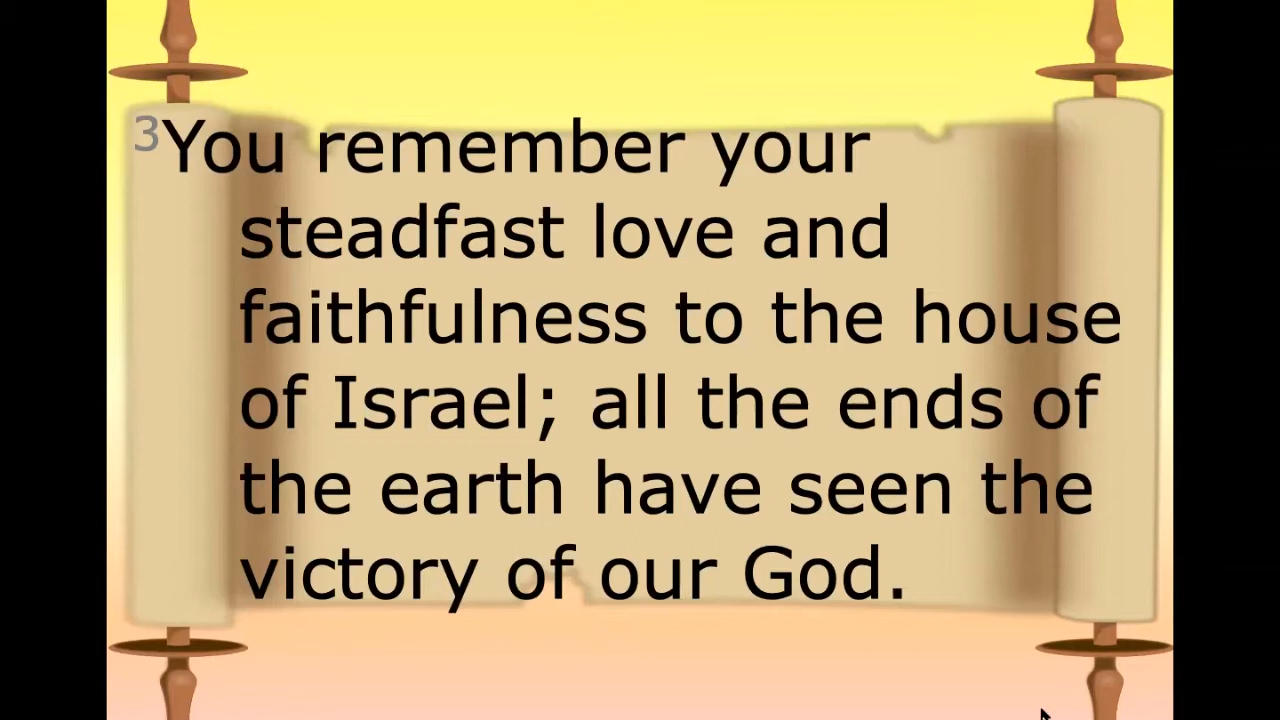 3You remember your
steadfast love and
faithfulness to the house
of Israel; all the ends of
the earth have seen the
victory of our God.